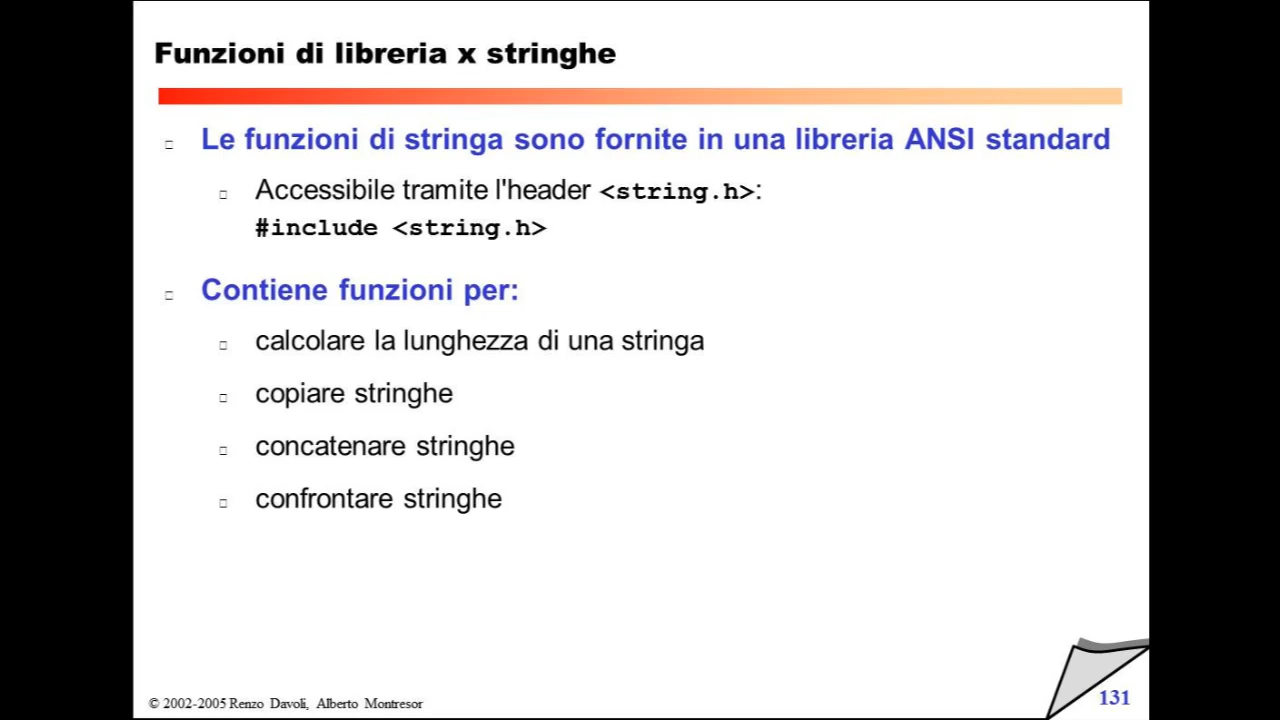 Funzioni di libreria x stringhe
Le funzioni di stringa sono fornite in una libreria ANSI standard
Accessibile tramite l'header <string.h>:
#include <string.h>
Contiene funzioni per:
calcolare la lunghezza di una stringa
copiare stringhe
concatenare stringhe
confrontare stringhe
© 2002-2005 Renzo Davoli, Alberto Montresor
131